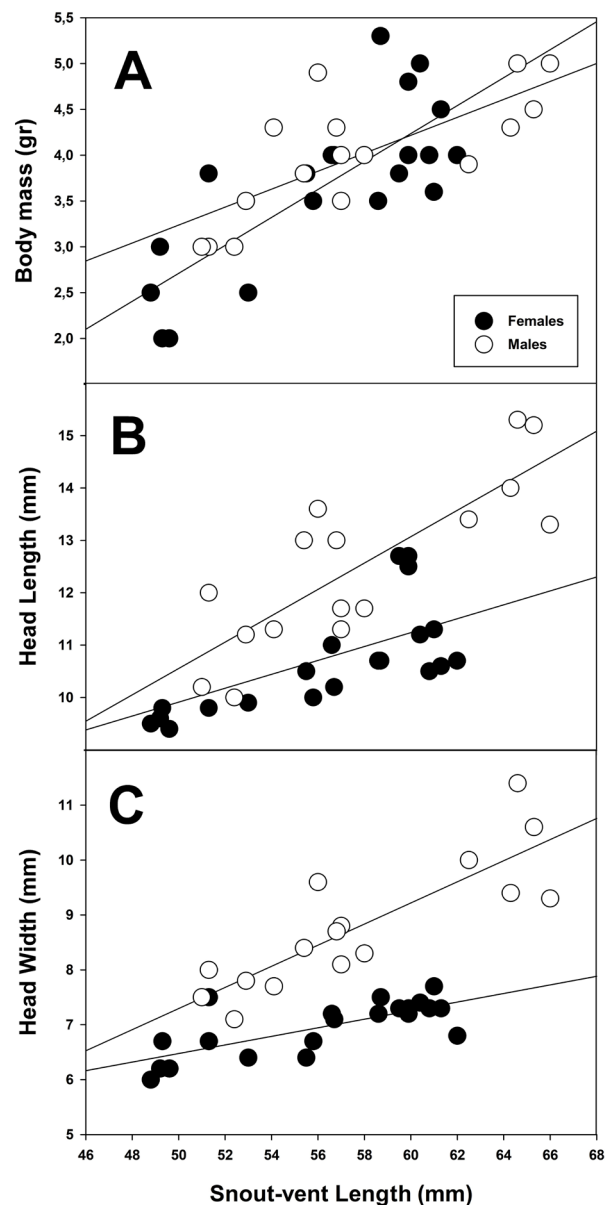 A
Body mass (gr)
5,5
5,0
4,5
4,0
3,5
3,0
2,5
2,0
Females
Males
B
Head Length (mm)
15
14
13
12
11
10
C
Head Width (mm)
11
10
9
8
7
6
5
46 48 50 52 54 56 58 60 62 64 66 68
Snout-vent Length (mm)